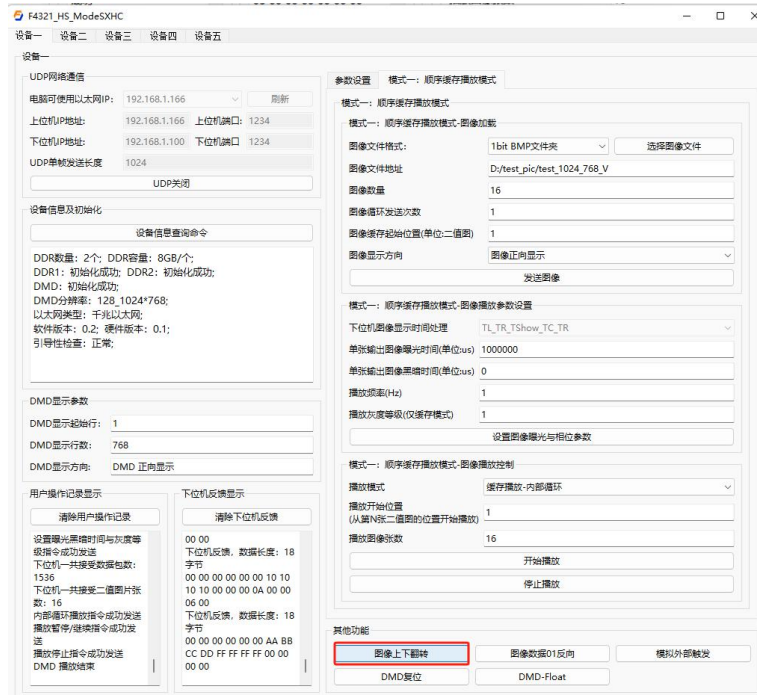 F4321_HS_ModeSXHC
设备一 设备二 设备三 设备四 设备五
设备一
UDP网络通信
电脑可使用以太网IP: 192.168.1.166 刷新
上位机IP地址: 192.168.1.166 上位机端口: 1234
下位机IP地址: 192.168.1.100 下位机端口 1234
UDP单帧发送长度 1024
UDP关闭
设备信息及初始化
设备信息查询命令
DDR数量: 2个; DDR容量: 8GB/个;
DDR1: 初始化成功; DDR2: 初始化成功;
DMD: 初始化成功;
DMD分辨率: 128_1024*768;
以太网类型: 千兆以太网;
软件版本: 0.2; 硬件版本: 0.1;
引导性检查: 正常;
DMD显示参数
DMD显示起始行: 1
DMD显示行数: 768
DMD显示方向: DMD 正向显示
用户操作记录显示
清除用户操作记录
设置曝光黑暗时间与灰度等
级指令成功发送
下位机一共接受数据包数:
1536
下位机一共接受二值图片张
数: 16
内部循环播放指令成功发送
播放暂停/继续指令成功发
送
播放停止指令成功发送
DMD 播放结束
下位机反馈显示
清除下位机反馈
00 00
下位机反馈, 数据长度: 18
字节
00 00 00 00 00 00 10 10
10 10 00 00 00 0A 00 00
06 00
下位机反馈, 数据长度: 18
字节
00 00 00 00 00 00 AA BB
CC DD FF FF FF FF 00 00
00 00
参数设置 模式一: 顺序缓存播放模式
模式一: 顺序缓存播放模式
模式一: 顺序缓存播放模式-图像加载
图像文件格式: 1bit BMP文件夹 选择图像文件
图像文件地址 D:/test_pic/test_1024_768_V
图像数量 16
图像循环发送次数 1
图像缓存起始位置(单位:二值图) 1
图像显示方向 图像正向显示
发送图像
模式一: 顺序缓存播放模式-图像播放参数设置
下位机图像显示时间处理 TL_TR_TShow_TC_TR
单张输出图像曝光时间(单位:us) 1000000
单张输出图像黑暗时间(单位:us) 0
播放频率(Hz) 1
播放灰度等级(仅缓存模式) 1
设置图像曝光与相位参数
模式一: 顺序缓存播放模式-图像播放控制
播放模式 缓存播放-内部循环
播放开始位置
(从第N张二值图的位置开始播放) 1
播放图像张数 16
开始播放
停止播放
其他功能
图像上下翻转 图像数据01反向 模拟外部触发
DMD复位 DMD-Float